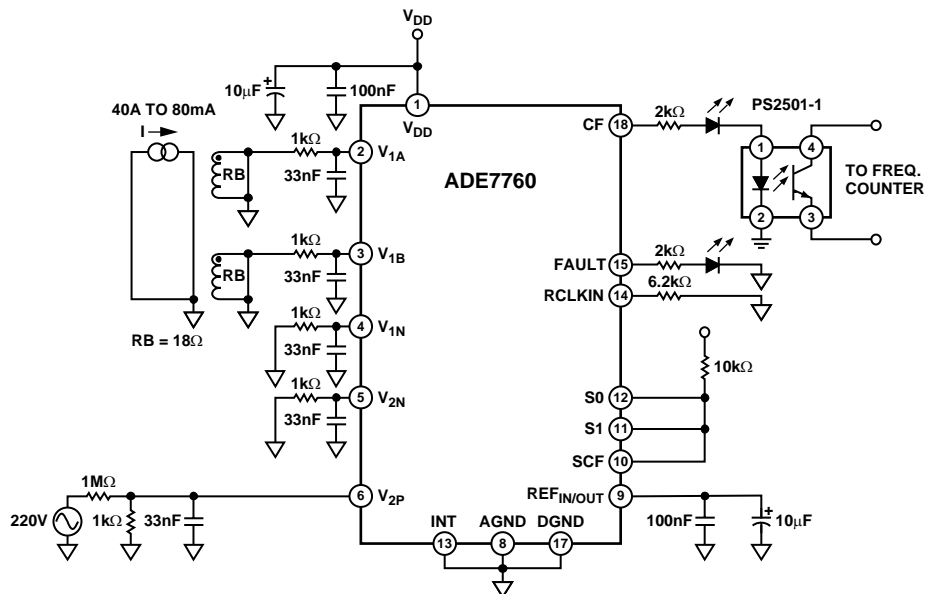 VDD
10μF
+
100nF
1
VDD
40A TO 80mA
I
1kΩ
RB
33nF
2
V1A
ADE7760
CF
18
2kΩ
PS2501-1
1
4
2
3
TO FREQ.
COUNTER
1kΩ
RB
33nF
3
V1B
FAULT
15
2kΩ
RCLKIN
14
6.2kΩ
RB = 18Ω
1kΩ
33nF
4
V1N
1kΩ
33nF
5
V2N
10kΩ
S0
12
S1
11
SCF
10
220V
1MΩ
1kΩ
33nF
6
V2P
REFIN/OUT
9
100nF
+
10μF
INT
AGND
DGND
13
8
17